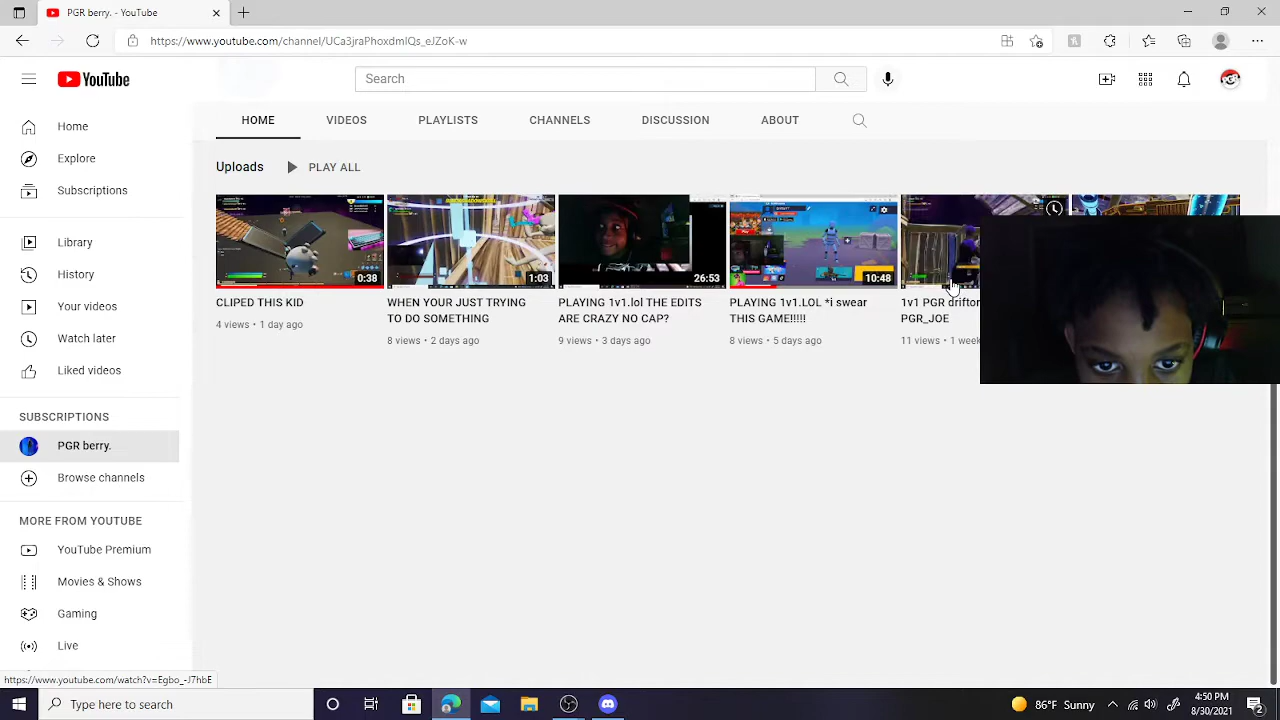 PGR berry. - YouTube
https://www.youtube.com/channel/UCa3jraPhoxdmlQs_eJZoK-w
YouTube
Search
PGR
HOME
VIDEOS
PLAYLISTS
CHANNELS
DISCUSSION
ABOUT
Home
Explore
Subscriptions
Library
History
Your videos
Watch later
Liked videos
SUBSCRIPTIONS
PGR berry.
Browse channels
MORE FROM YOUTUBE
YouTube Premium
Movies & Shows
Gaming
Live
Uploads
PLAY ALL
0:38
CLIPED THIS KID
4 views • 1 day ago
1:03
WHEN YOUR JUST TRYING
TO DO SOMETHING
8 views • 2 days ago
26:53
PLAYING 1v1.lol THE EDITS
ARE CRAZY NO CAP?
9 views • 3 days ago
10:48
PLAYING 1v1.LOL *i swear
THIS GAME!!!!!
8 views • 5 days ago
1v1 PGR drifton
PGR_JOE
11 views • 1 week
https://www.youtube.com/watch?v=Egbo_-J7hbE
Type here to search
86°F Sunny
4:50 PM
8/30/2021
2